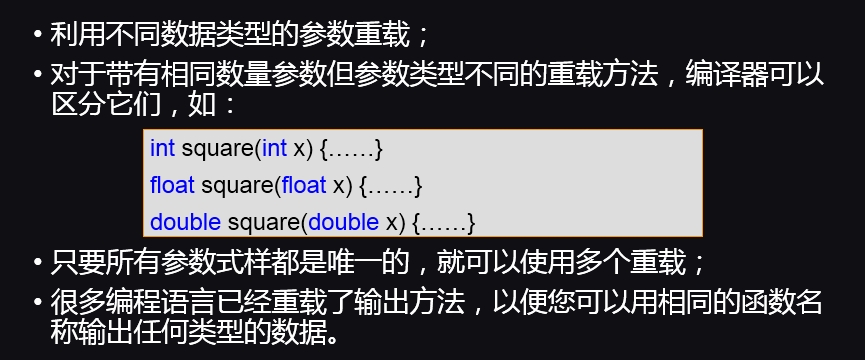 • 利用不同数据类型的参数重载；
• 对于带有相同数量参数但参数类型不同的重载方法，编译器可以
区分它们，如：
int square(int x) {……}
float square(float x) {……}
double square(double x) {……}
• 只要所有参数式样都是唯一的，就可以使用多个重载；
• 很多编程语言已经重载了输出方法，以便您可以用相同的函数名
称输出任何类型的数据。